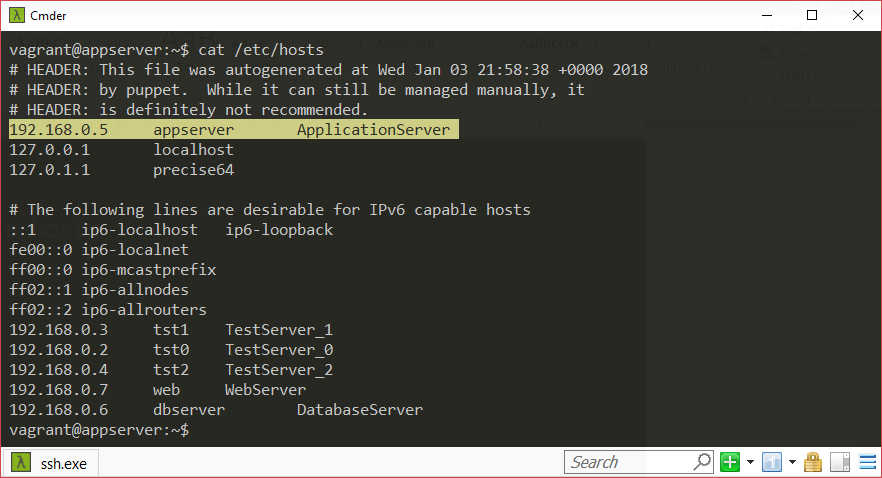 Cmder
vagrant@appserver:~$ cat /etc/hosts
# HEADER: This file was autogenerated at Wed Jan 03 21:58:38 +0000 2018
# HEADER: by puppet.  While it can still be managed manually, it
# HEADER: is definitely not recommended.
192.168.0.5     appserver       ApplicationServer
127.0.0.1       localhost
127.0.1.1       precise64
# The following lines are desirable for IPv6 capable hosts
::1     ip6-localhost   ip6-loopback
fe00::0 ip6-localnet
ff00::0 ip6-mcastprefix
ff02::1 ip6-allnodes
ff02::2 ip6-allrouters
192.168.0.3     tst1    TestServer_1
192.168.0.2     tst0    TestServer_0
192.168.0.4     tst2    TestServer_2
192.168.0.7     web     WebServer
192.168.0.6     dbserver        DatabaseServer
vagrant@appserver:~$
ssh.exe
Search